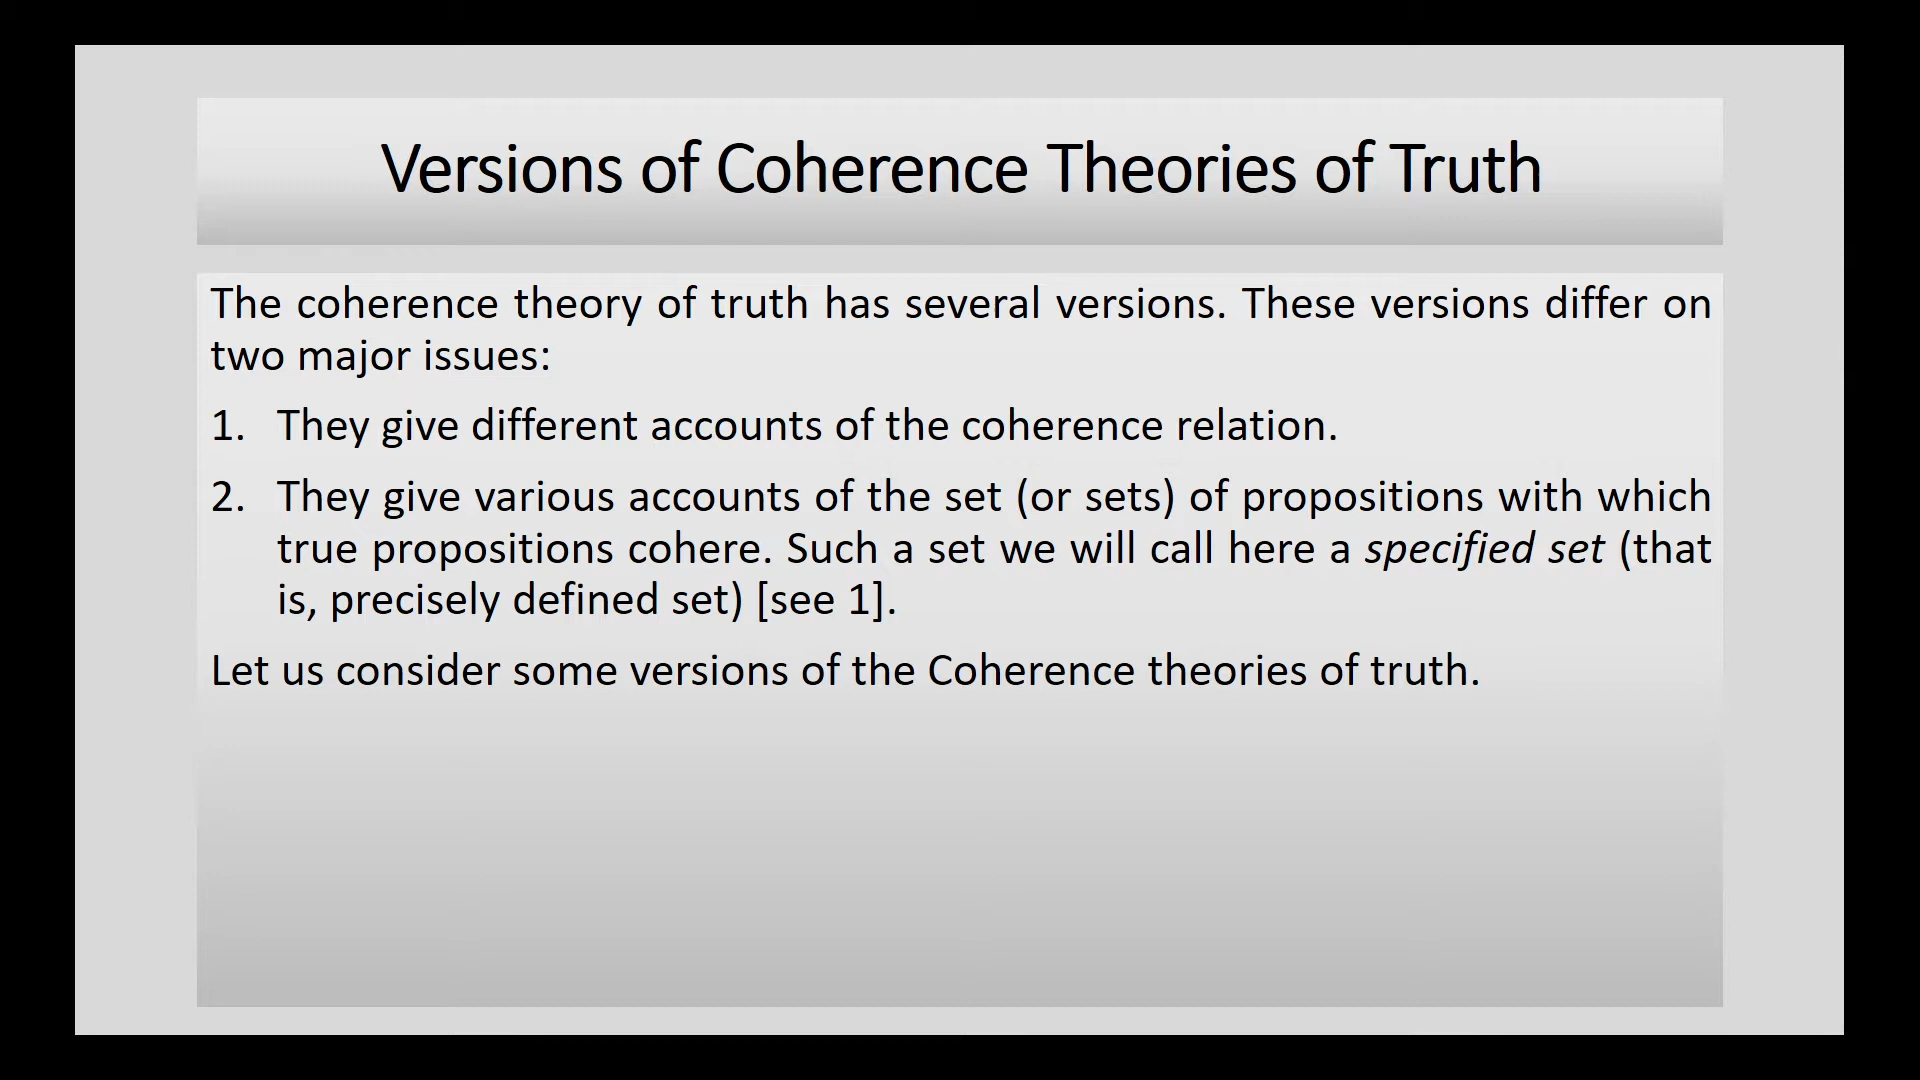 Versions of Coherence Theories of Truth
The coherence theory of truth has several versions. These versions differ on
two major issues:
1. They give different accounts of the coherence relation.
2. They give various accounts of the set (or sets) of propositions with which
true propositions cohere. Such a set we will call here a specified set (that
is, precisely defined set) [see 1].
Let us consider some versions of the Coherence theories of truth.